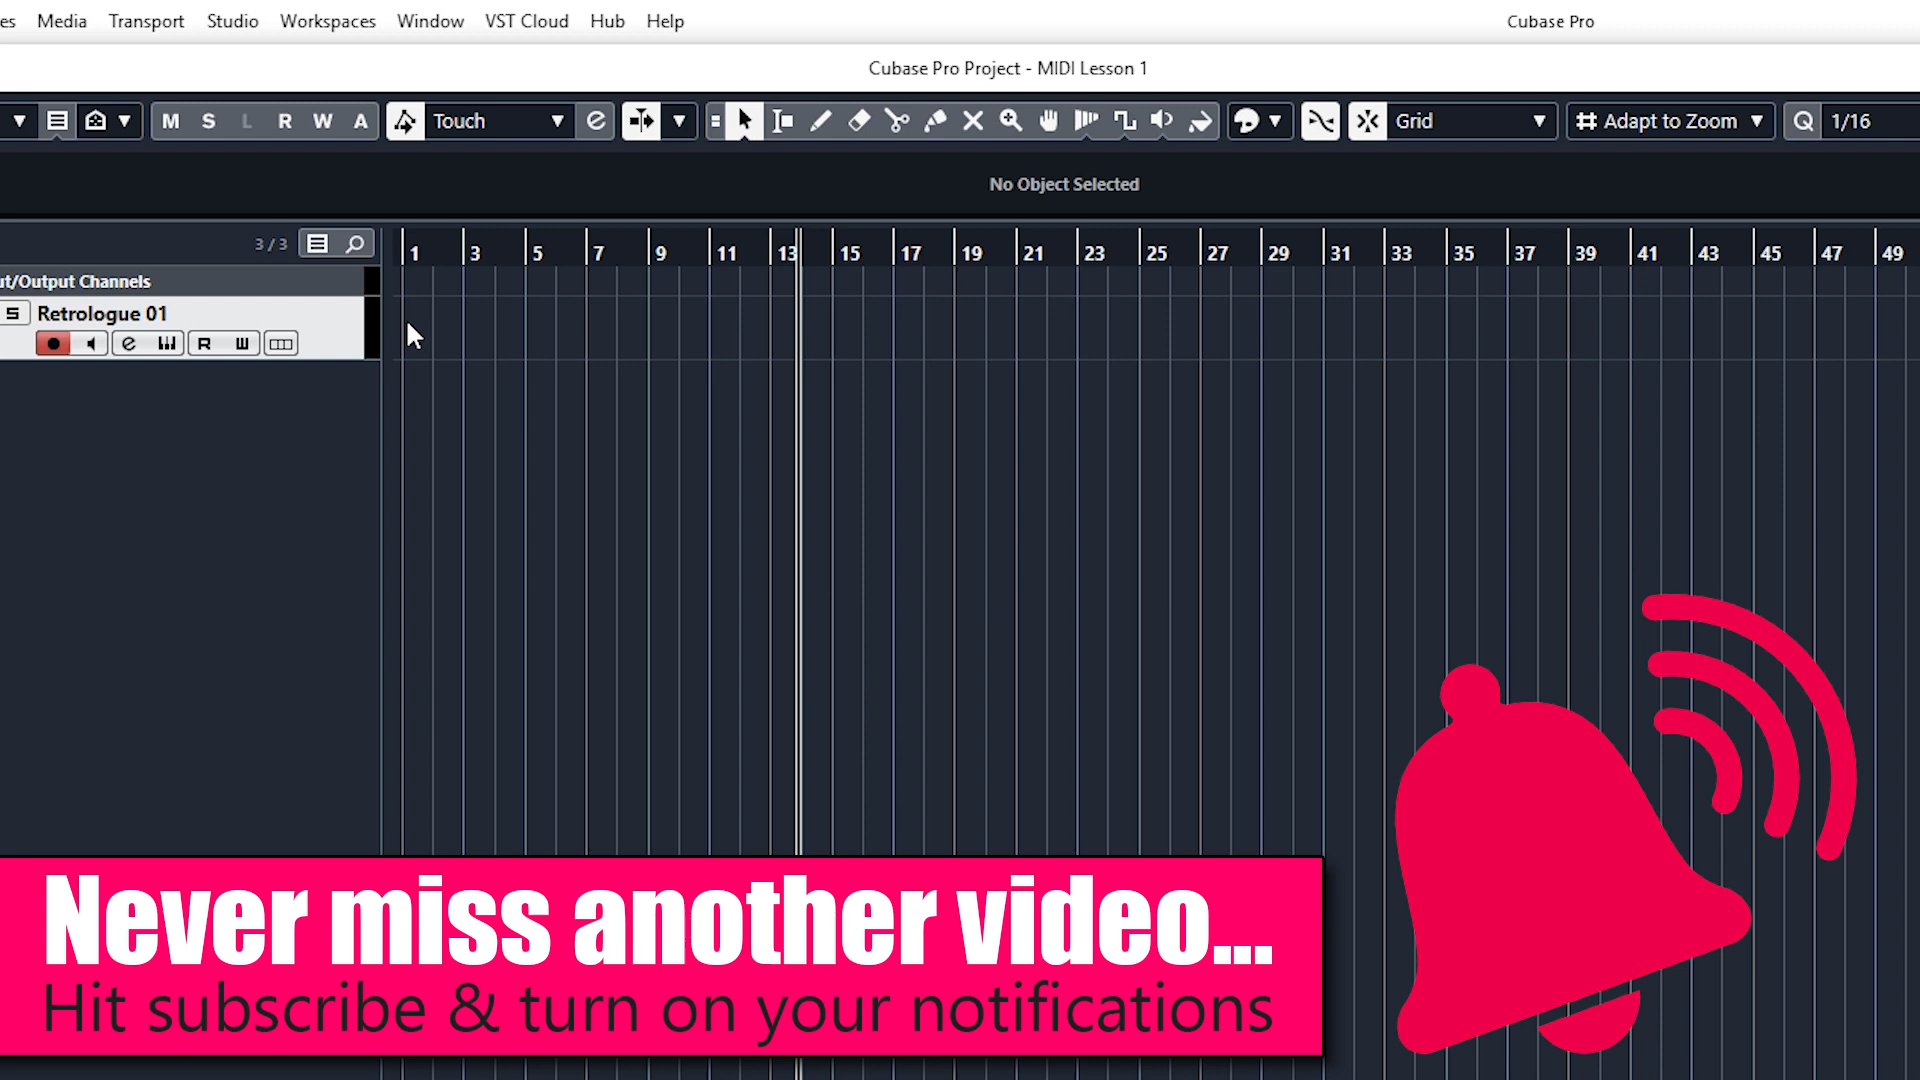 es Media Transport Studio Workspaces Window VST Cloud Hub Help Cubase Pro
Cubase Pro Project - MIDI Lesson 1
M S L R W A Touch e Grid Adapt to Zoom Q 1/16
No Object Selected
3 / 3
1 3 5 7 9 11 13 15 17 19 21 23 25 27 29 31 33 35 37 39 41 43 45 47 49
ut/Output Channels
S Retrologue 01
e R W
Never miss another video...
Hit subscribe & turn on your notifications